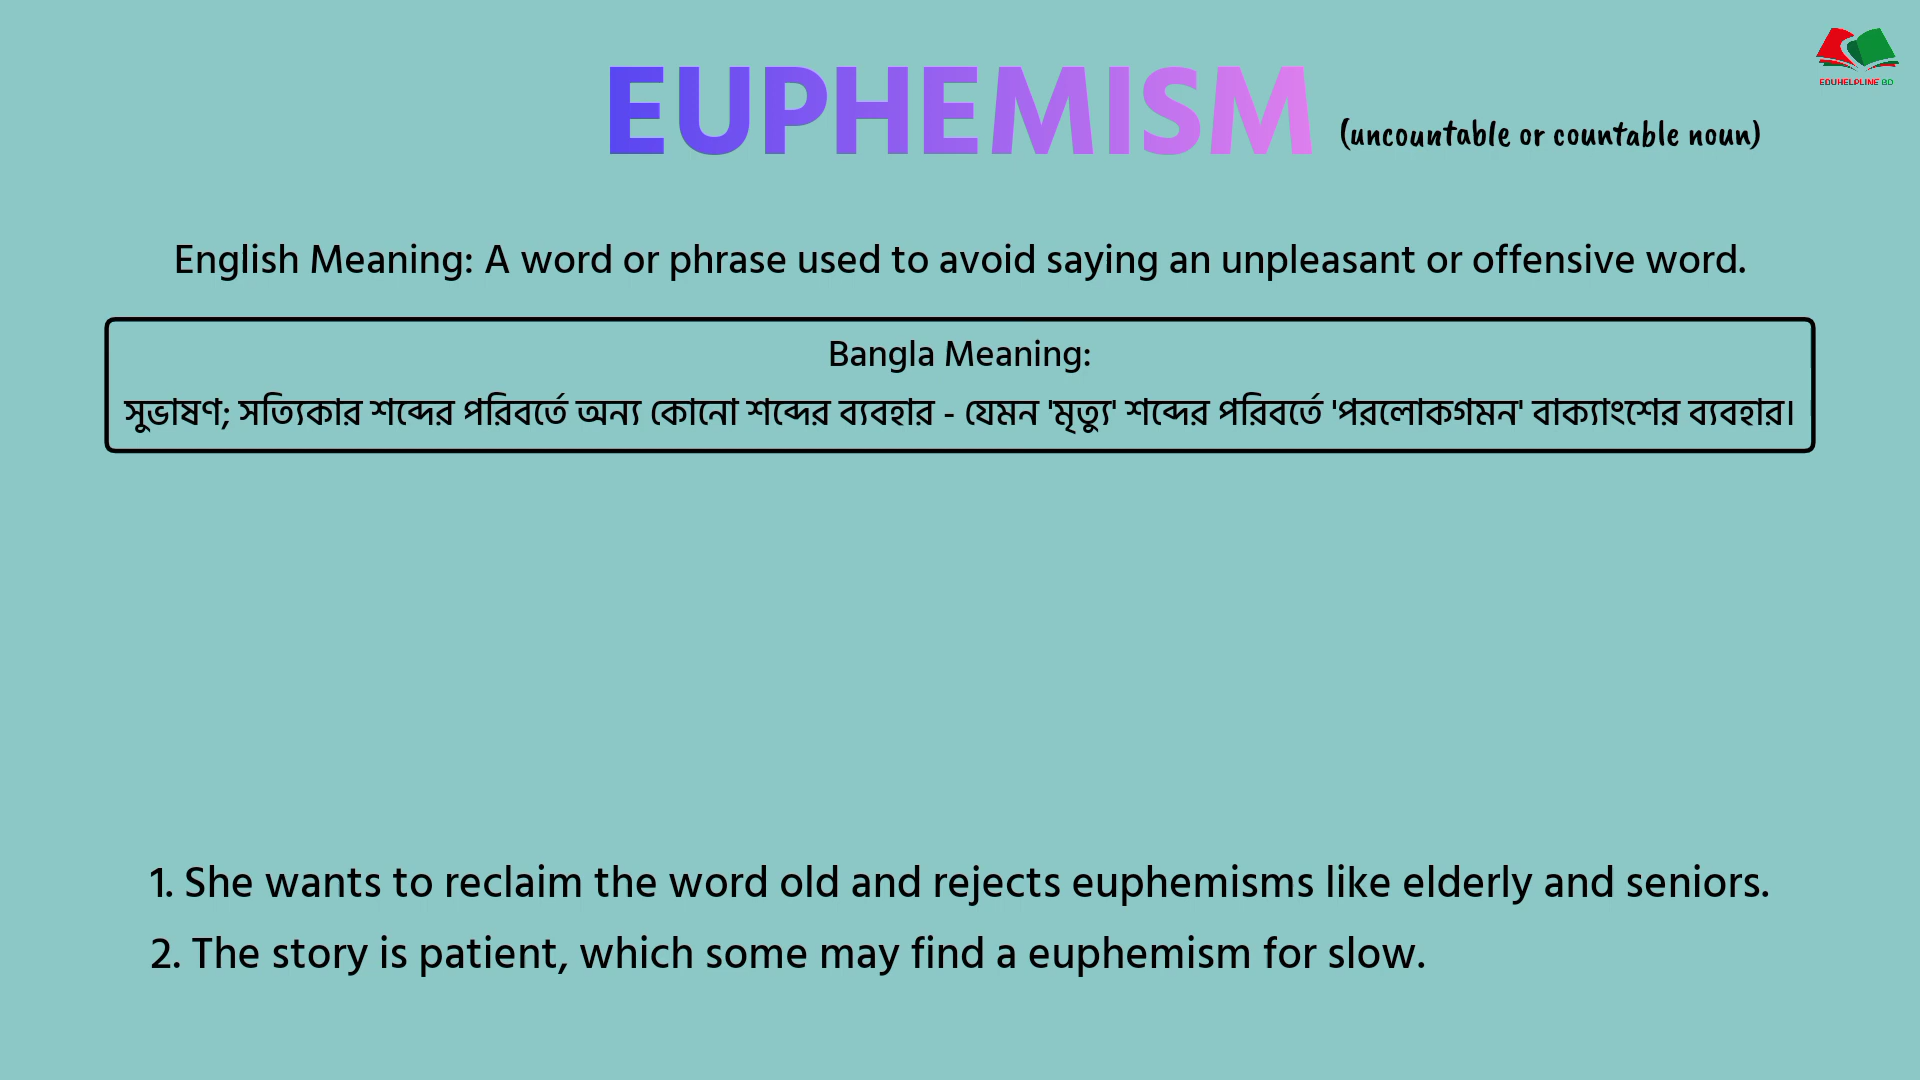 EUPHEMISM (uncountable or countable noun)
EDUHELPLINE BD
English Meaning: A word or phrase used to avoid saying an unpleasant or offensive word.
Bangla Meaning:
সুভাষণ; সত্যিকার শব্দের পরিবর্তে অন্য কোনো শব্দের ব্যবহার - যেমন 'মৃত্যু' শব্দের পরিবর্তে 'পরলোকগমন' বাক্যাংশের ব্যবহার।
1. She wants to reclaim the word old and rejects euphemisms like elderly and seniors.
2. The story is patient, which some may find a euphemism for slow.